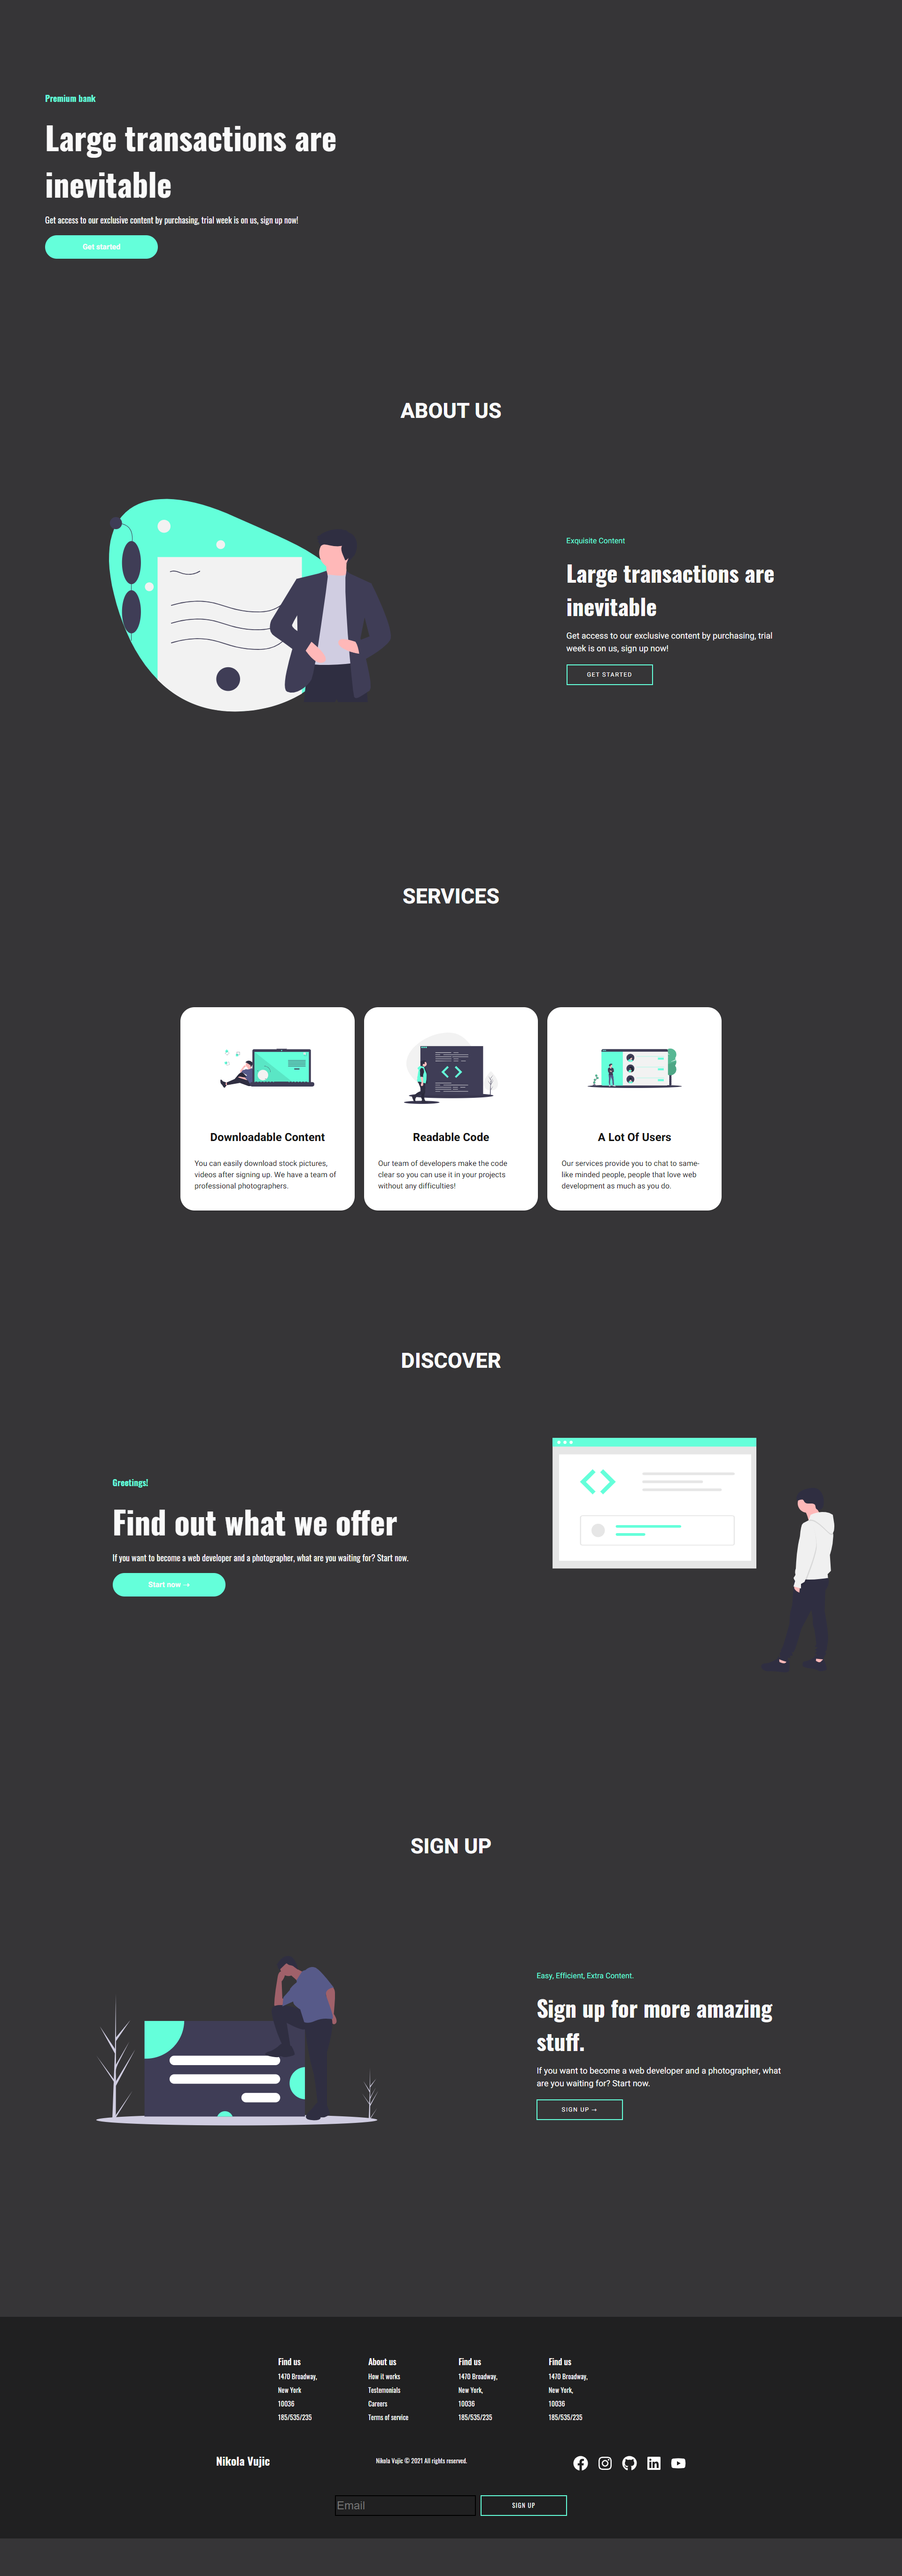 Premium bank
Large transactions are
inevitable
Get access to our exclusive content by purchasing, trial week is on us, sign up now!
Get started
ABOUT US
Exquisite Content
Large transactions are
inevitable
Get access to our exclusive content by purchasing, trial
week is on us, sign up now!
GET STARTED
SERVICES
Downloadable Content
You can easily download stock pictures,
videos after signing up. We have a team of
professional photographers.
Readable Code
Our team of developers make the code
clear so you can use it in your projects
without any difficulties!
A Lot Of Users
Our services provide you to chat to same-
like minded people, people that love web
development as much as you do.
DISCOVER
Greetings!
Find out what we offer
If you want to become a web developer and a photographer, what are you waiting for? Start now.
Start now →
SIGN UP
Easy, Efficient, Extra Content.
Sign up for more amazing
stuff.
If you want to become a web developer and a photographer, what
are you waiting for? Start now.
SIGN UP →
Find us
1470 Broadway,
New York
10036
185/535/235
About us
How it works
Testemonials
Careers
Terms of service
Find us
1470 Broadway,
New York,
10036
185/535/235
Find us
1470 Broadway,
New York,
10036
185/535/235
Nikola Vujic
Nikola Vujic © 2021 All rights reserved.
Email
SIGN UP